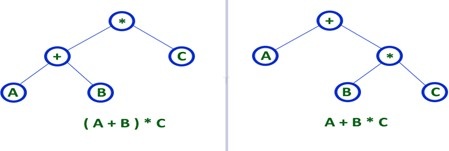 *
+ C
A B
( A + B ) * C
+
A *
B C
A + B * C